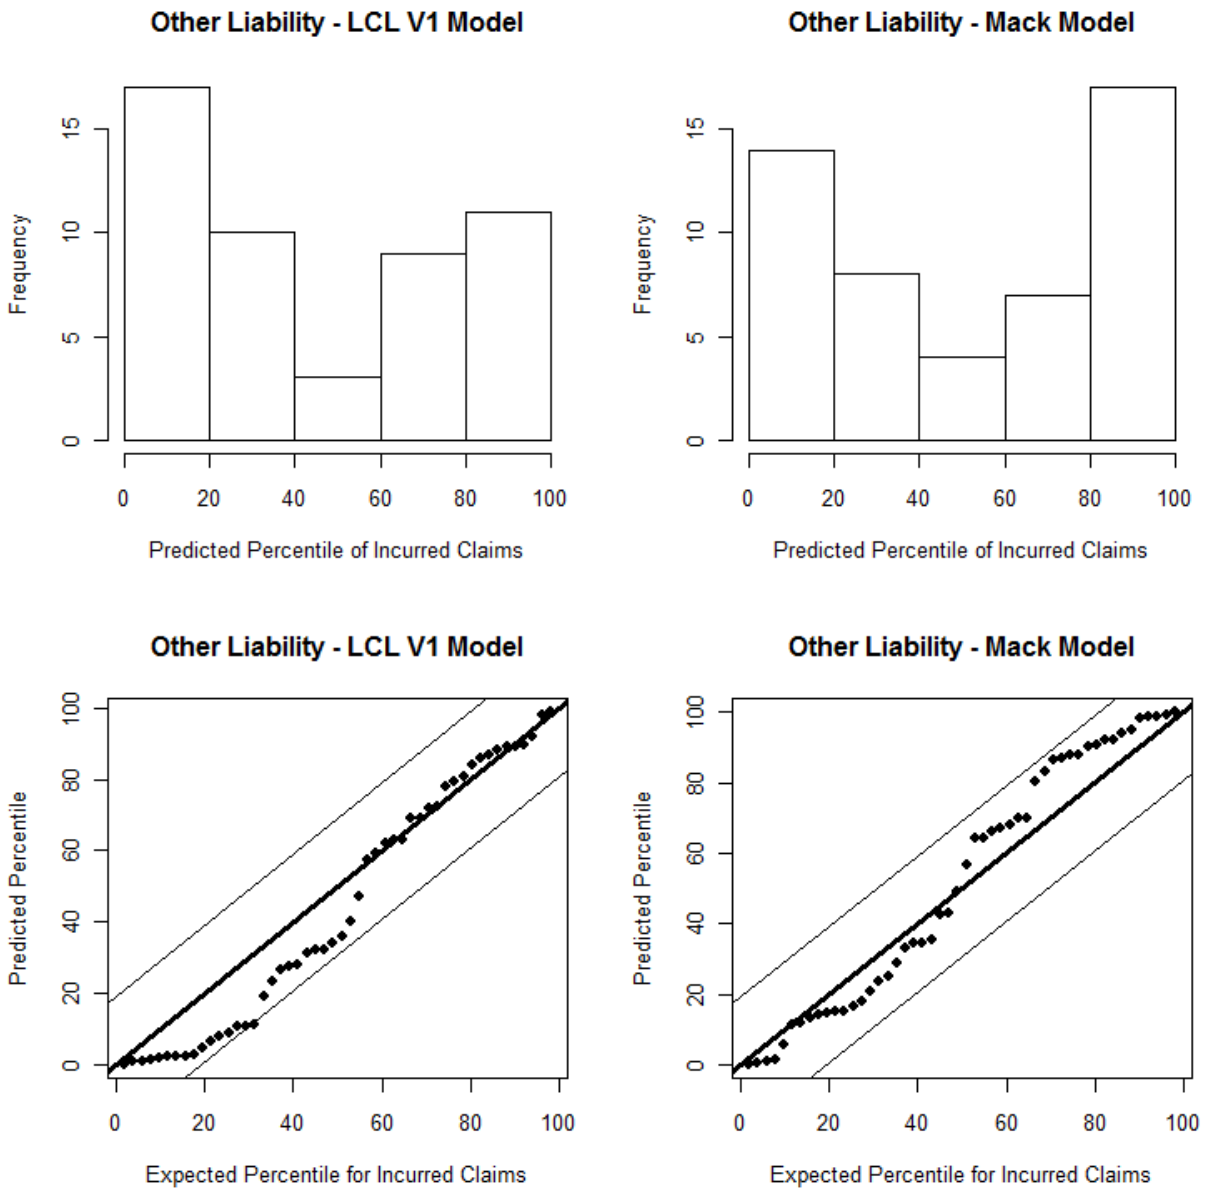 Other Liability - LCL V1 Model
Frequency
15
10
5
0
0 20 40 60 80 100
Predicted Percentile of Incurred Claims
Other Liability - Mack Model
Frequency
15
10
5
0
0 20 40 60 80 100
Predicted Percentile of Incurred Claims
Other Liability - LCL V1 Model
Predicted Percentile
100
80
60
40
20
0
0 20 40 60 80 100
Expected Percentile for Incurred Claims
Other Liability - Mack Model
Predicted Percentile
100
80
60
40
20
0
0 20 40 60 80 100
Expected Percentile for Incurred Claims